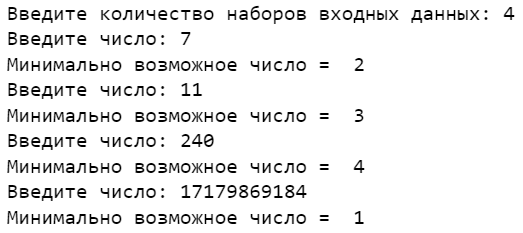 Введите количество наборов входных данных: 4
Введите число: 7
Минимально возможное число =  2
Введите число: 11
Минимально возможное число =  3
Введите число: 240
Минимально возможное число =  4
Введите число: 17179869184
Минимально возможное число =  1